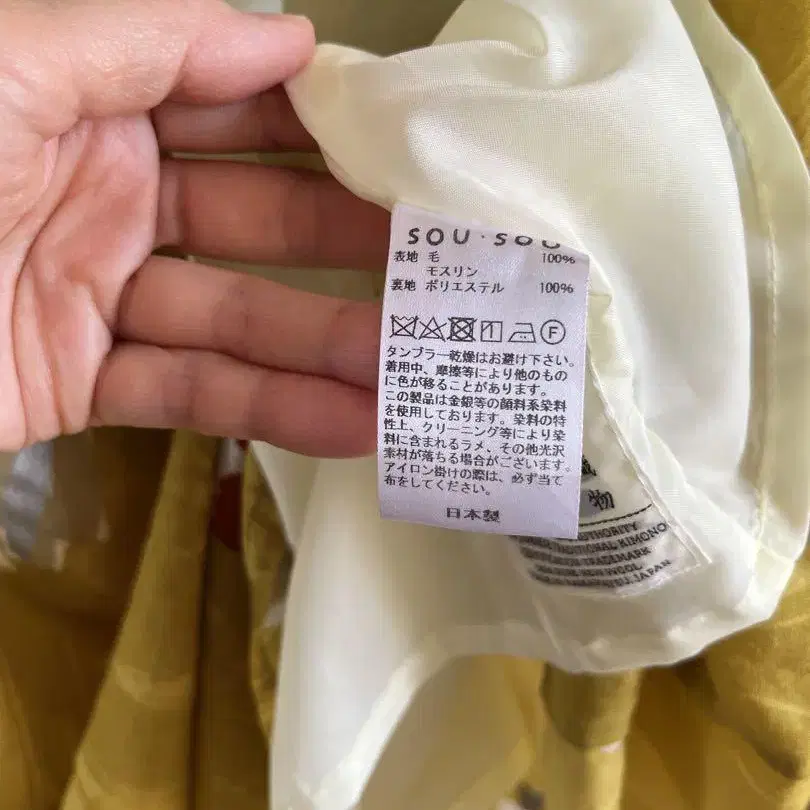 SOU・SOU
表地 毛 100%
モスリン
裏地 ポリエステル 100%
F
タンブラー乾燥はお避け下さい。
着用中、摩擦等により他のもの
に色が移ることがあります。
この製品は金銀等の顔料系染料
を使用しております。染料の特
性上、クリーニング等により染
料に含まれるラメ、その他光沢
素材が落ちる場合がございます。
アイロン掛けの際は、必ず当て
布をしてください。
日本製
物
AUTHORITY
KIMONO
TRADEMARK
WOOL
JAPAN